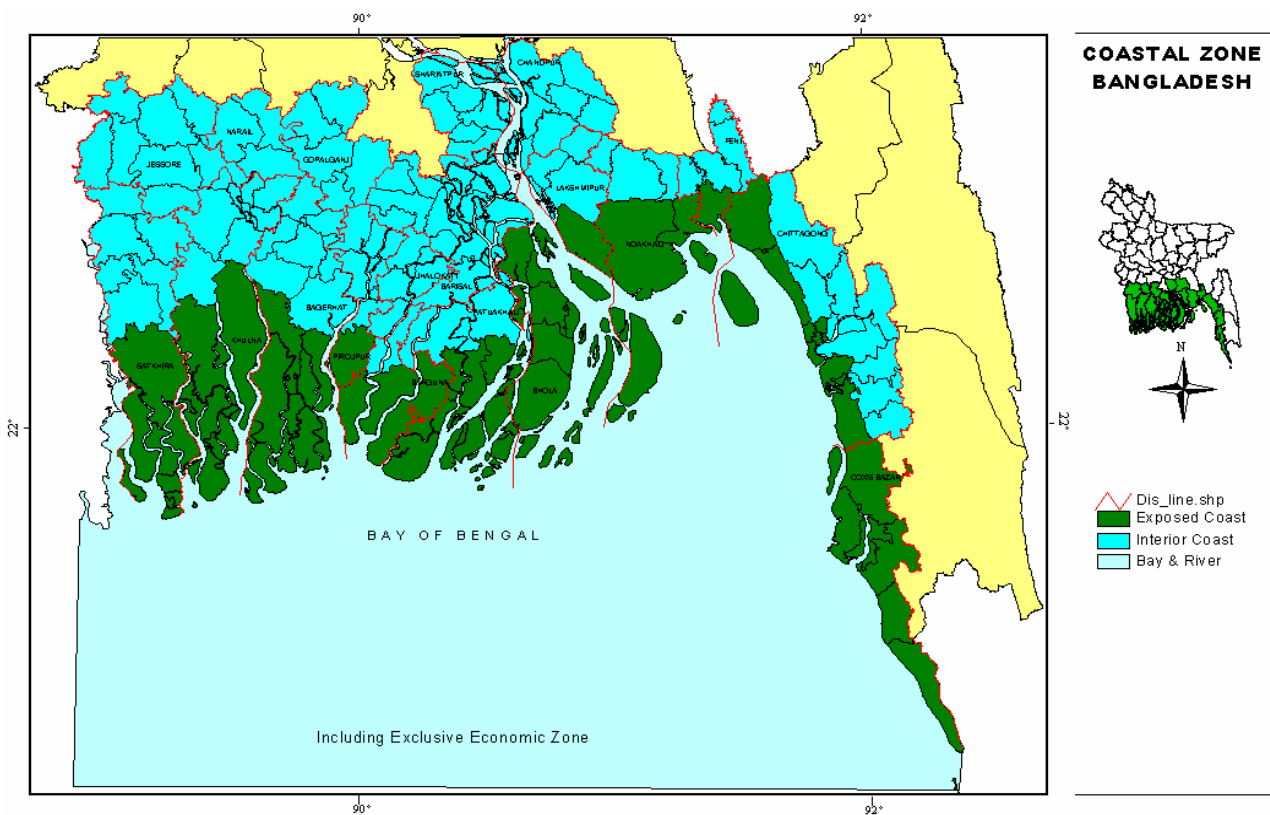 90°
92°
COASTAL ZONE
BANGLADESH
SHARIATPUR
CHANDPUR
NARAIL
FENI
JESSORE
GOPALGANJ
LAKSHMIPUR
CHITTAGONG
NOAKHALI
JHALOKATI
BARISAL
BAGERHAT
PATUAKHALI
KHULNA
PIROJPUR
SATKHIRA
BARGUNA
BHOLA
N
22°
22°
COX'S BAZAR
Dis_line.shp
Exposed Coast
Interior Coast
Bay & River
BAY OF BENGAL
Including Exclusive Economic Zone
90°
92°